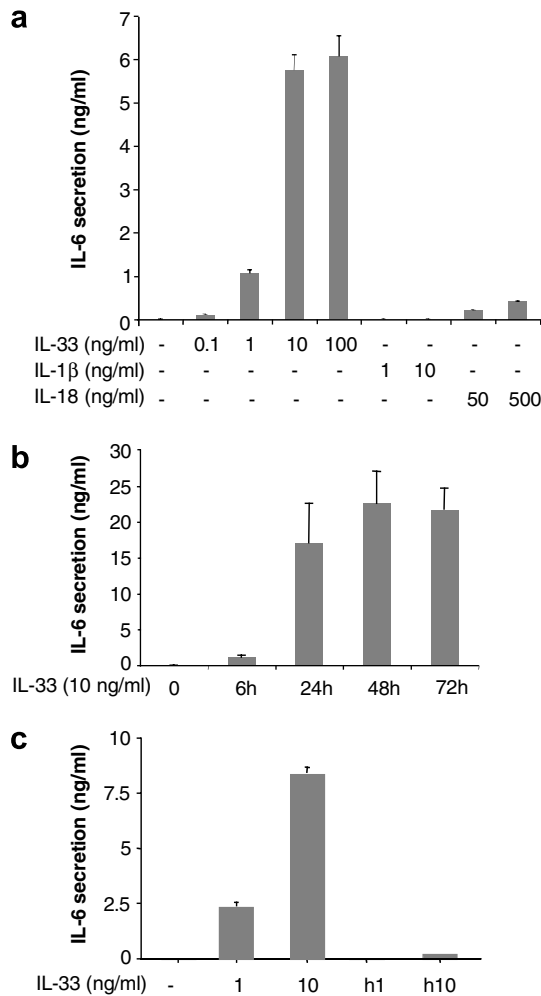 a
IL-6 secretion (ng/ml)
7
6
5
4
3
2
1
0
IL-33 (ng/ml) - 0.1 1 10 100 - - - -
IL-1β (ng/ml) - - - - - 1 10 - -
IL-18 (ng/ml) - - - - - - - 50 500
b
IL-6 secretion (ng/ml)
30
25
20
15
10
5
0
IL-33 (10 ng/ml) 0 6h 24h 48h 72h
c
IL-6 secretion (ng/ml)
10
7.5
5
2.5
0
IL-33 (ng/ml) - 1 10 h1 h10